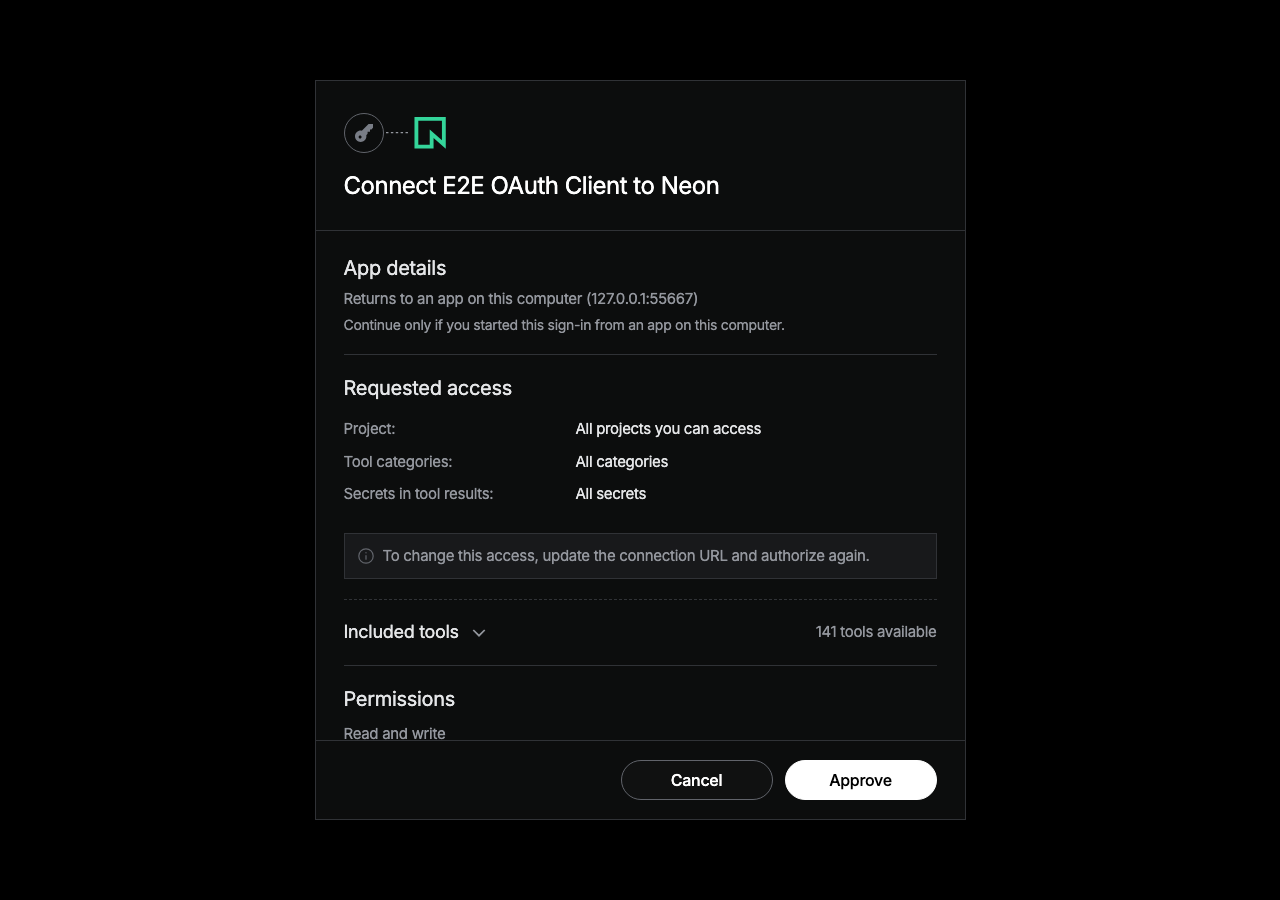 Connect E2E OAuth Client to Neon
App details
Returns to an app on this computer (127.0.0.1:55667)
Continue only if you started this sign-in from an app on this computer.
Requested access
Project: All projects you can access
Tool categories: All categories
Secrets in tool results: All secrets
To change this access, update the connection URL and authorize again.
Included tools 141 tools available
Permissions
Read and write
Cancel Approve